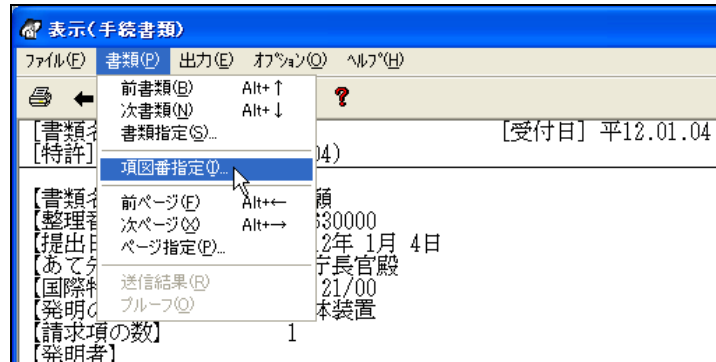 表示(手続書類)
ファイル(F) 書類(P) 出力(E) オプション(O) ヘルプ(H)
前書類(B) Alt+↑
次書類(N) Alt+↓
書類指定(S)...
項図番指定(I)...
前ページ(F) Alt+←
次ページ(X) Alt+→
ページ指定(P)...
送信結果(R)
プルーフ(O)
[書類名 [受付日] 平12.01.04
[特許] 04)
【書類名 願
【整理番 630000
【提出日 12年 1月 4日
【あて先 庁長官殿
【国際特 21/00
【発明の 体装置
【請求項の数】 1
【発明者】